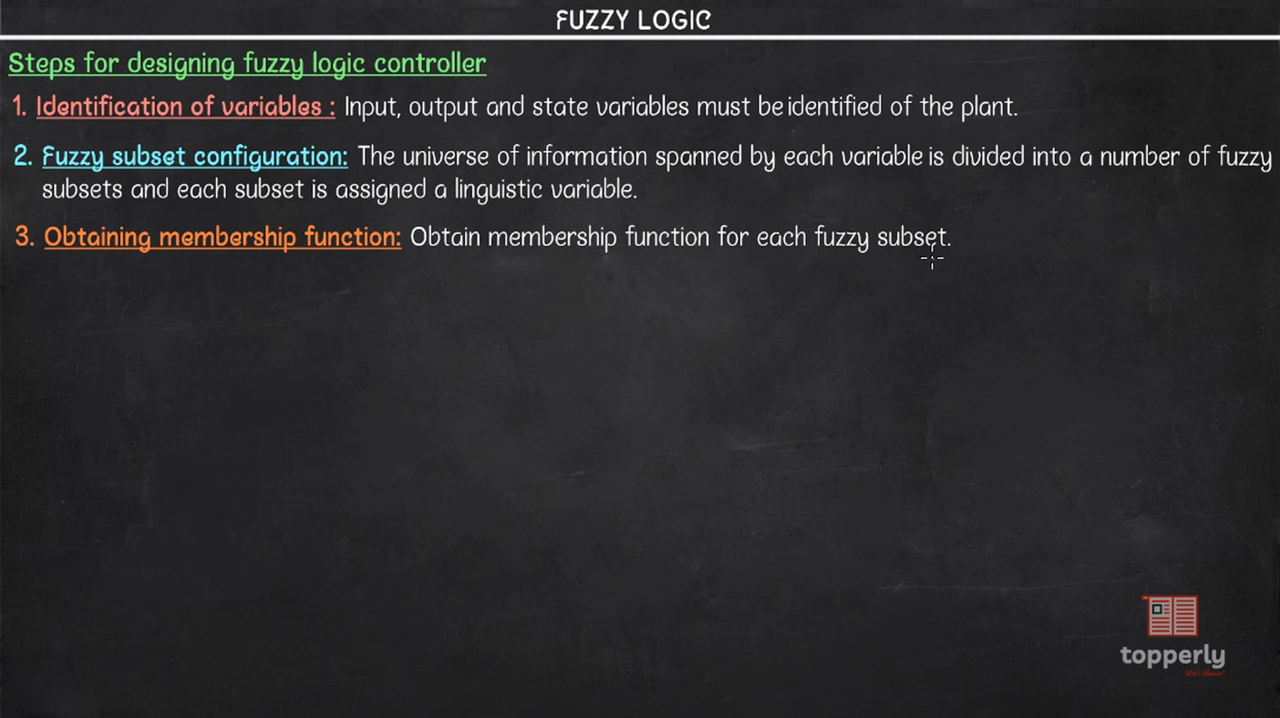 FUZZY LOGIC
Steps for designing fuzzy logic controller
1. Identification of variables : Input, output and state variables must be identified of the plant.
2. Fuzzy subset configuration: The universe of information spanned by each variable is divided into a number of fuzzy
subsets and each subset is assigned a linguistic variable.
3. Obtaining membership function: Obtain membership function for each fuzzy subset.
topperly